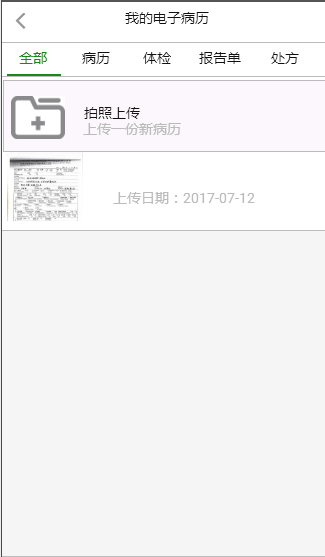 我的电子病历
全部 病历 体检 报告单 处方
拍照上传
上传一份新病历
上传日期：2017-07-12